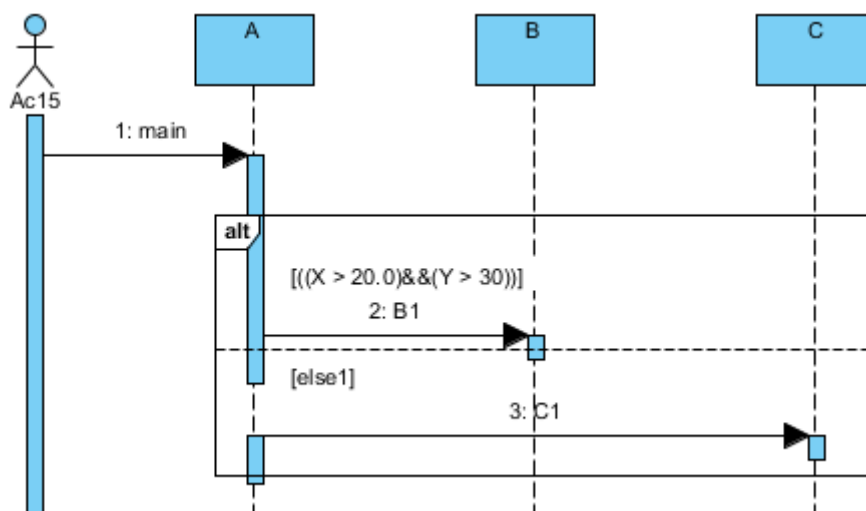 A
B
C
Ac15
1: main
alt
[((X > 20.0)&&(Y > 30))]
2: B1
[else1]
3: C1